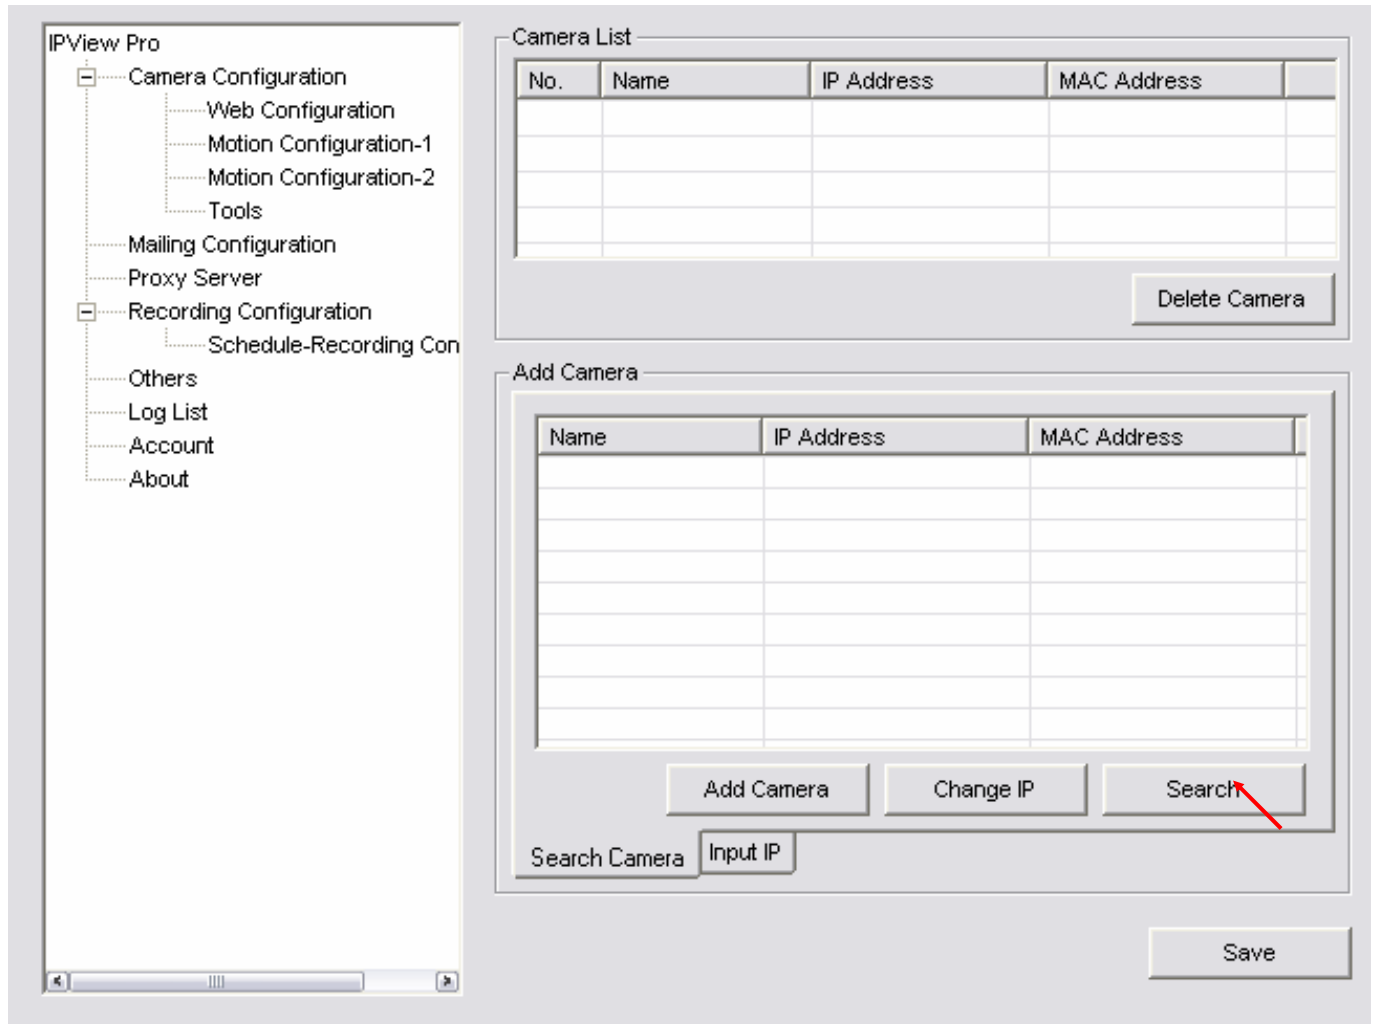 IPView Pro
Camera Configuration
Web Configuration
Motion Configuration-1
Motion Configuration-2
Tools
Mailing Configuration
Proxy Server
Recording Configuration
Schedule-Recording Con
Others
Log List
Account
About
Camera List
No. Name IP Address MAC Address
Delete Camera
Add Camera
Name IP Address MAC Address
Add Camera Change IP Search
Search Camera Input IP
Save